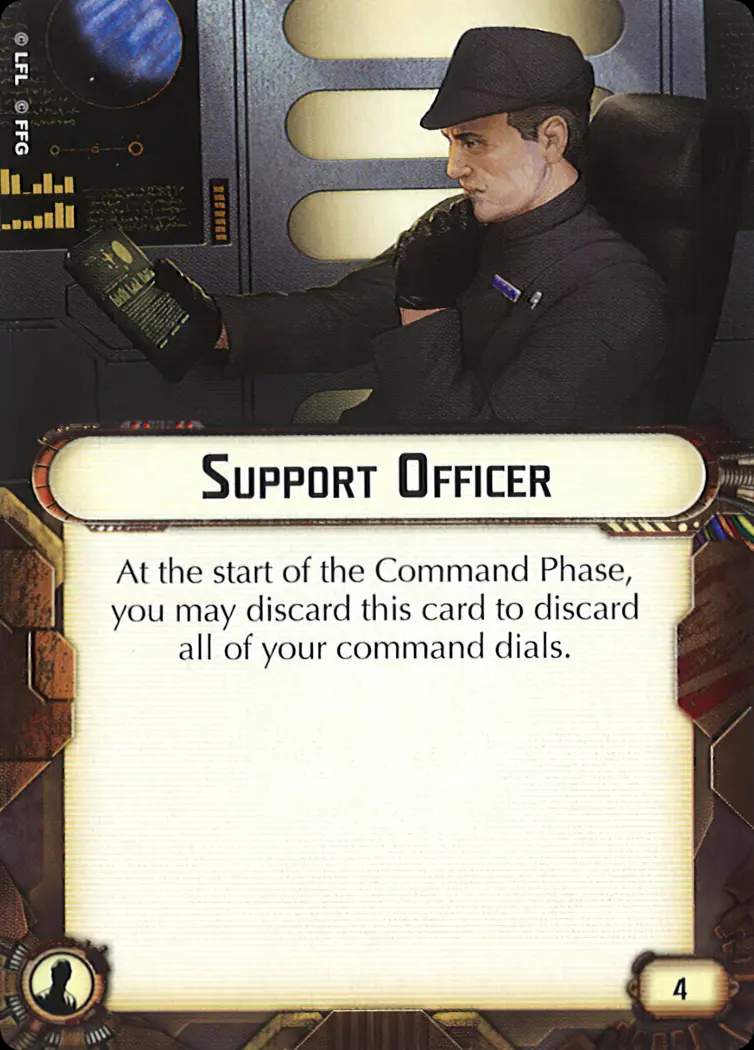 © LFL © FFG
Support Officer
At the start of the Command Phase,
you may discard this card to discard
all of your command dials.
4